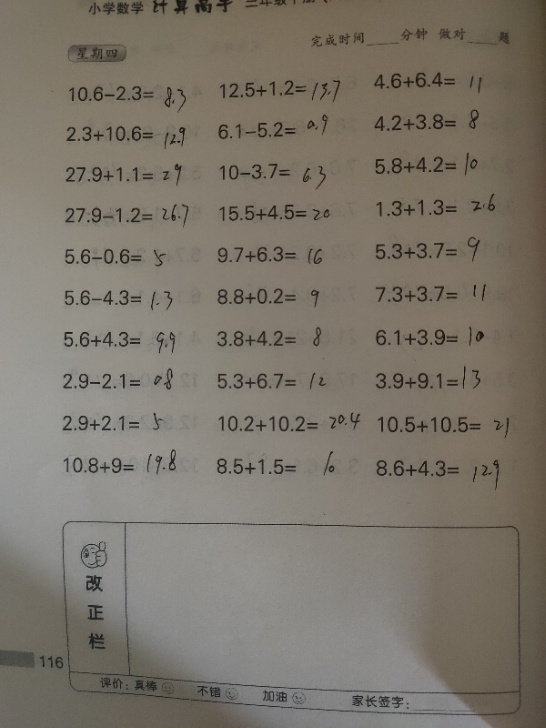 小学数学 计算高手
完成时间____分钟 做对____题
星期四
10.6−2.3= 8.3 12.5+1.2= 13.7 4.6+6.4= 11
2.3+10.6= 12.9 6.1−5.2= 0.9 4.2+3.8= 8
27.9+1.1= 29 10−3.7= 6.3 5.8+4.2= 10
27.9−1.2= 26.7 15.5+4.5= 20 1.3+1.3= 2.6
5.6−0.6= 5 9.7+6.3= 16 5.3+3.7= 9
5.6−4.3= 1.3 8.8+0.2= 9 7.3+3.7= 11
5.6+4.3= 9.9 3.8+4.2= 8 6.1+3.9= 10
2.9−2.1= 0.8 5.3+6.7= 12 3.9+9.1= 13
2.9+2.1= 5 10.2+10.2= 20.4 10.5+10.5= 21
10.8+9= 19.8 8.5+1.5= 10 8.6+4.3= 12.9
改正栏
116
评价：真棒 不错 加油 家长签字：